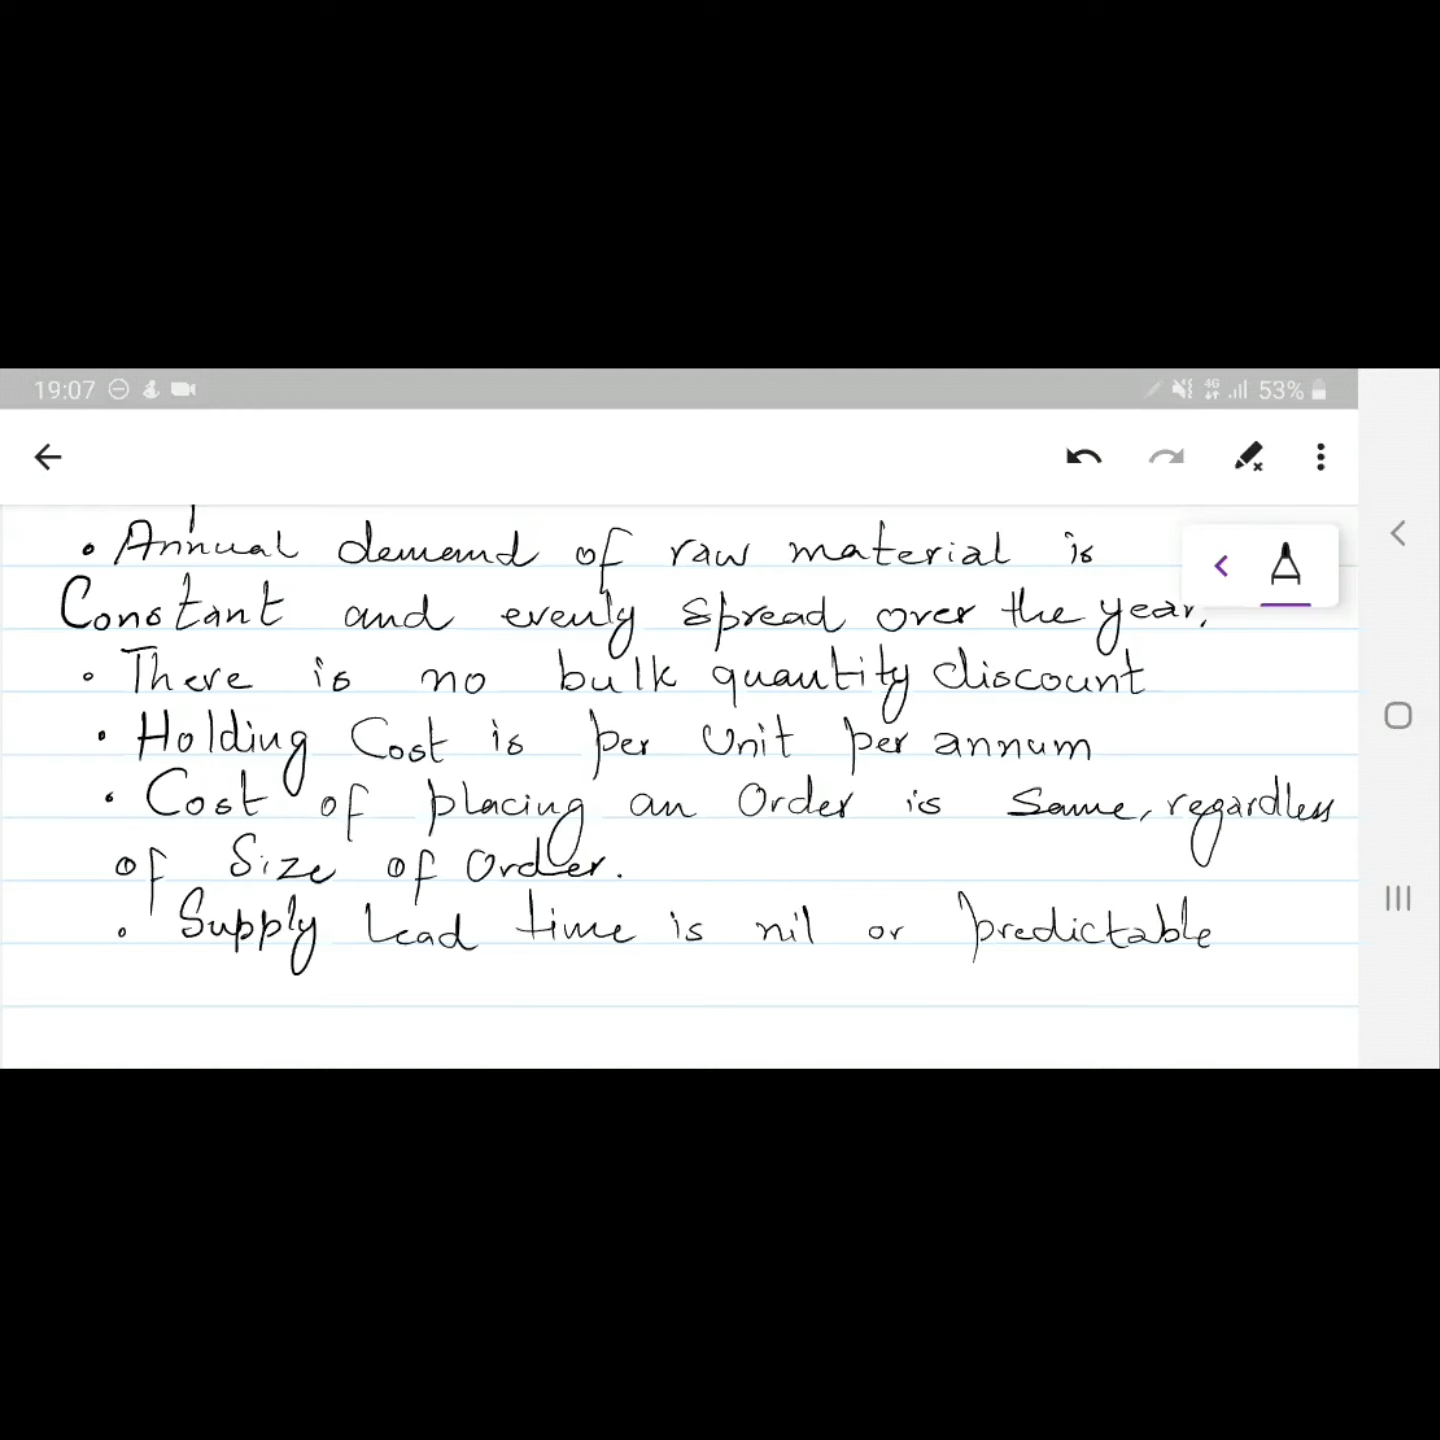 19:07 4G 53%
• Annual demand of raw material is
Constant and evenly spread over the year.
• There is no bulk quantity discount
• Holding Cost is per Unit per annum
• Cost of placing an Order is Same, regardless
of Size of Order.
• Supply Lead time is nil or predictable